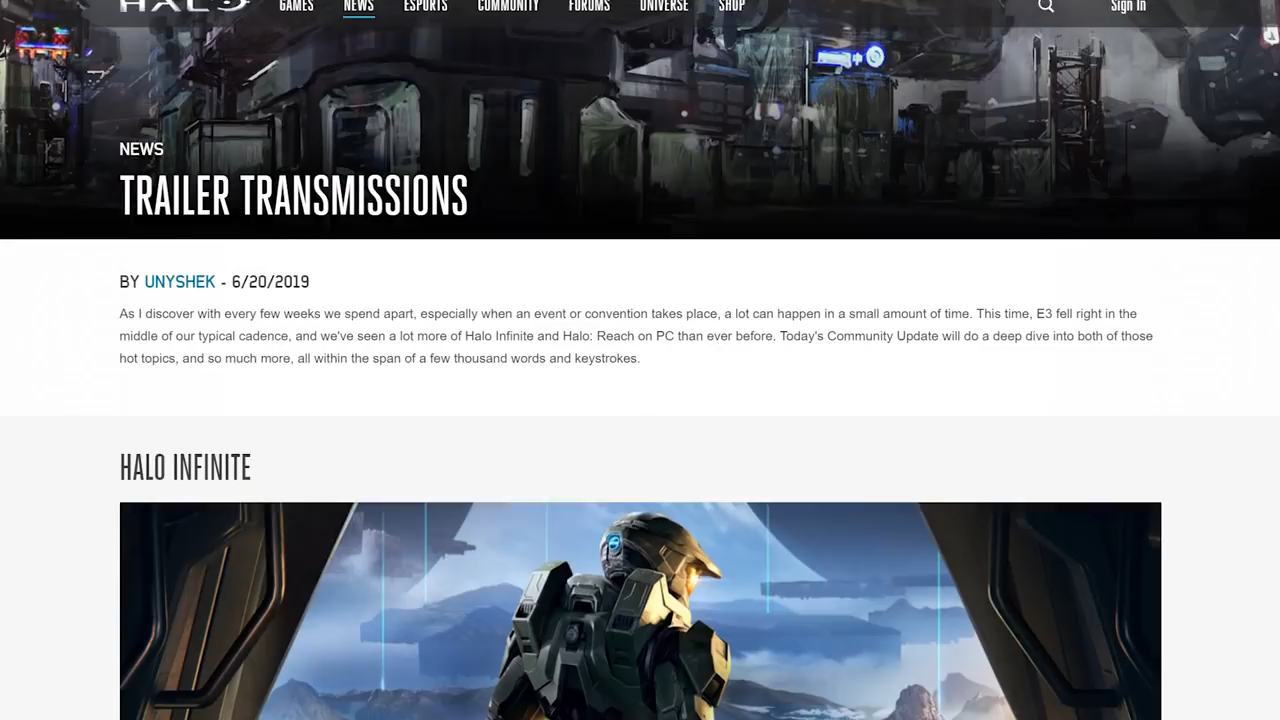 HALO GAMES NEWS ESPORTS COMMUNITY FORUMS UNIVERSE SHOP Sign In
NEWS
TRAILER TRANSMISSIONS
BY UNYSHEK - 6/20/2019
As I discover with every few weeks we spend apart, especially when an event or convention takes place, a lot can happen in a small amount of time. This time, E3 fell right in the
middle of our typical cadence, and we've seen a lot more of Halo Infinite and Halo: Reach on PC than ever before. Today's Community Update will do a deep dive into both of those
hot topics, and so much more, all within the span of a few thousand words and keystrokes.
HALO INFINITE